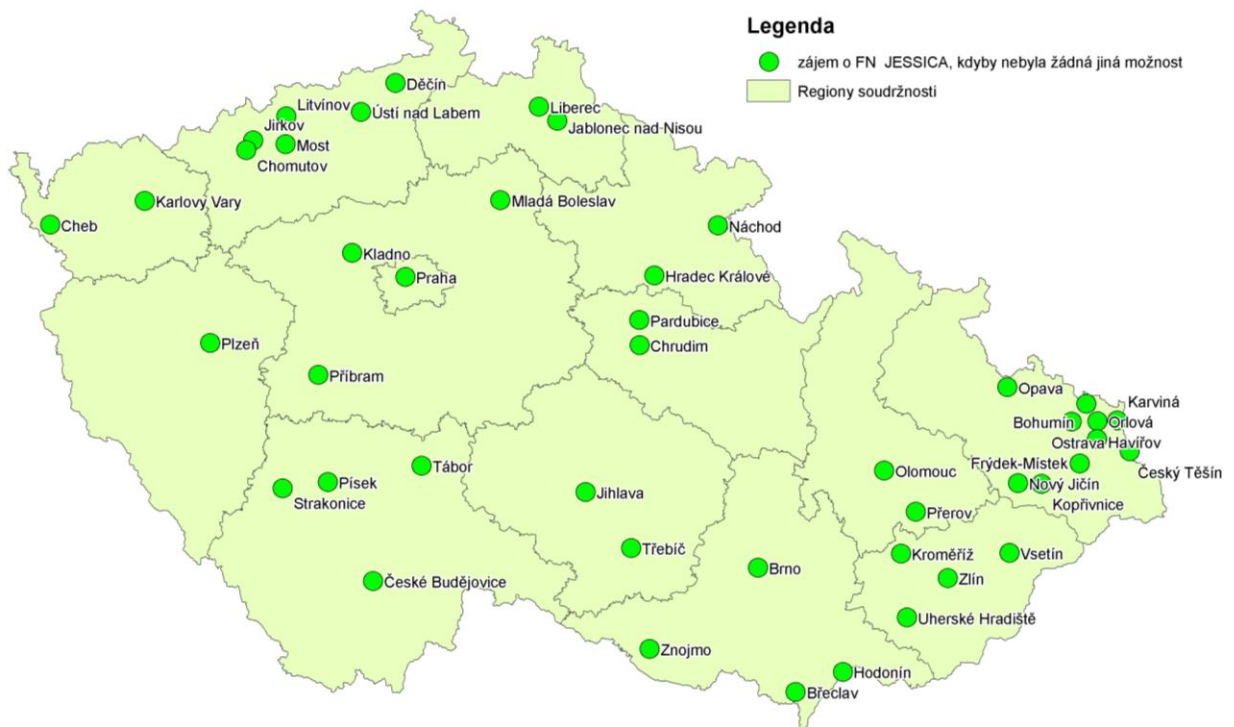 Legenda
zájem o FN JESSICA, kdyby nebyla žádná jiná možnost
Regiony soudržnosti
Děčín
Litvínov
Ústí nad Labem
Liberec
Jablonec nad Nisou
Jirkov
Most
Chomutov
Karlovy Vary
Mladá Boleslav
Cheb
Náchod
Kladno
Praha
Hradec Králové
Pardubice
Plzeň
Chrudim
Příbram
Opava
Karviná
Bohumín
Orlová
Ostrava
Havířov
Tábor
Olomouc
Frýdek-Místek
Český Těšín
Písek
Strakonice
Jihlava
Nový Jičín
Kopřivnice
Přerov
Třebíč
Kroměříž
Vsetín
Brno
Zlín
České Budějovice
Uherské Hradiště
Znojmo
Hodonín
Břeclav